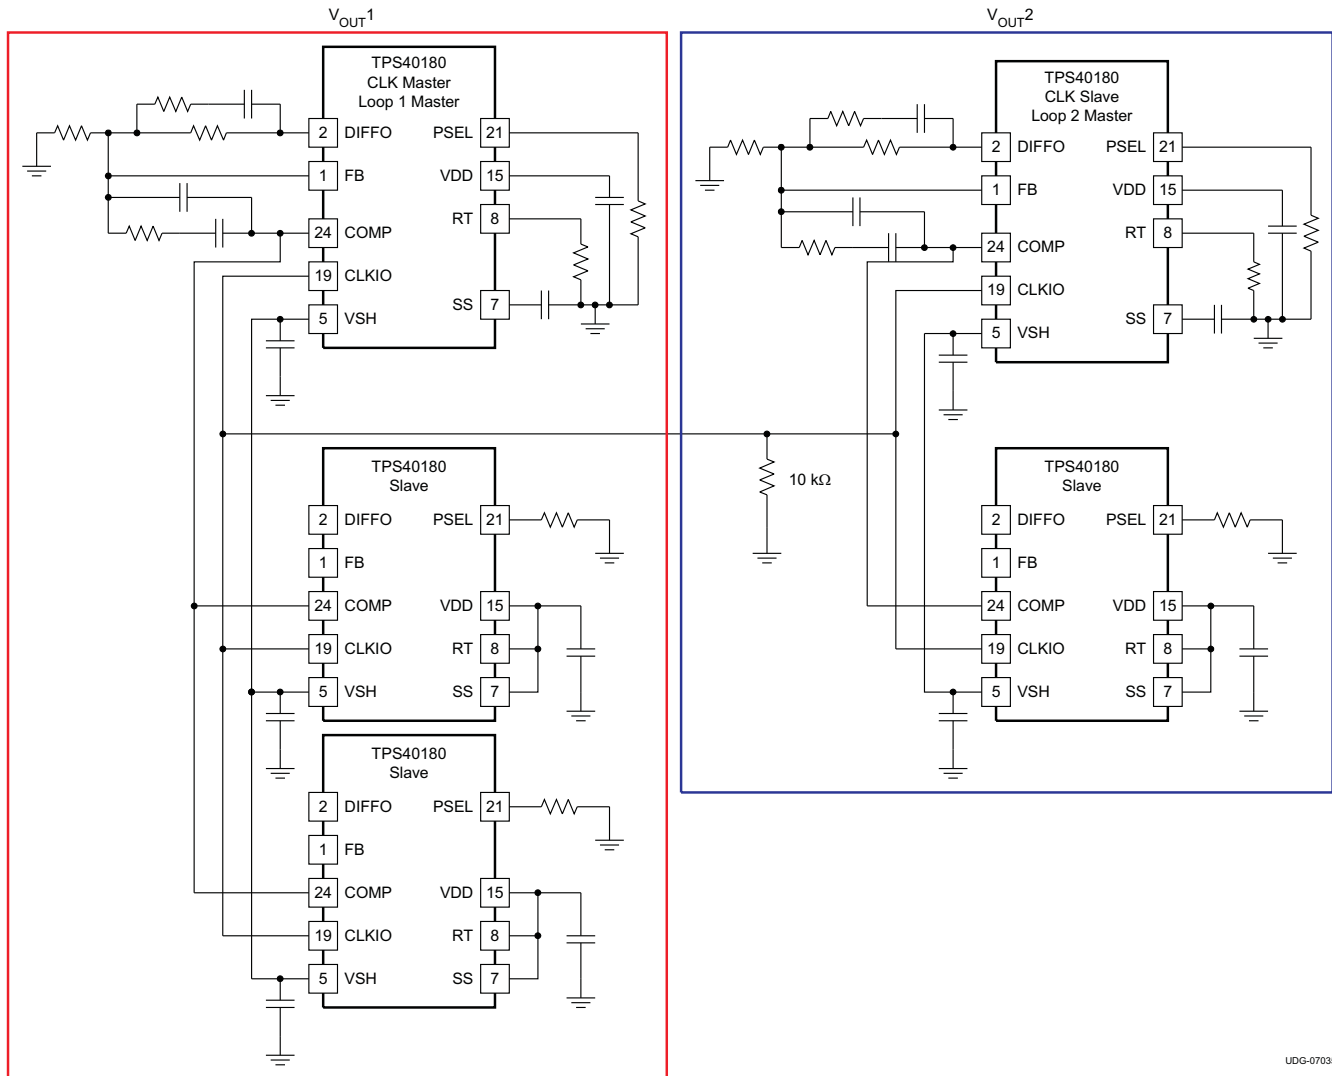 V_OUT1
V_OUT2
TPS40180
CLK Master
Loop 1 Master
2 DIFFO PSEL 21
1 FB VDD 15
RT 8
24 COMP
19 CLKIO
5 VSH SS 7
TPS40180
CLK Slave
Loop 2 Master
2 DIFFO PSEL 21
1 FB VDD 15
RT 8
24 COMP
19 CLKIO
5 VSH SS 7
10 kΩ
TPS40180
Slave
2 DIFFO PSEL 21
1 FB
24 COMP VDD 15
19 CLKIO RT 8
5 VSH SS 7
TPS40180
Slave
2 DIFFO PSEL 21
1 FB
24 COMP VDD 15
19 CLKIO RT 8
5 VSH SS 7
TPS40180
Slave
2 DIFFO PSEL 21
1 FB
24 COMP VDD 15
19 CLKIO RT 8
5 VSH SS 7